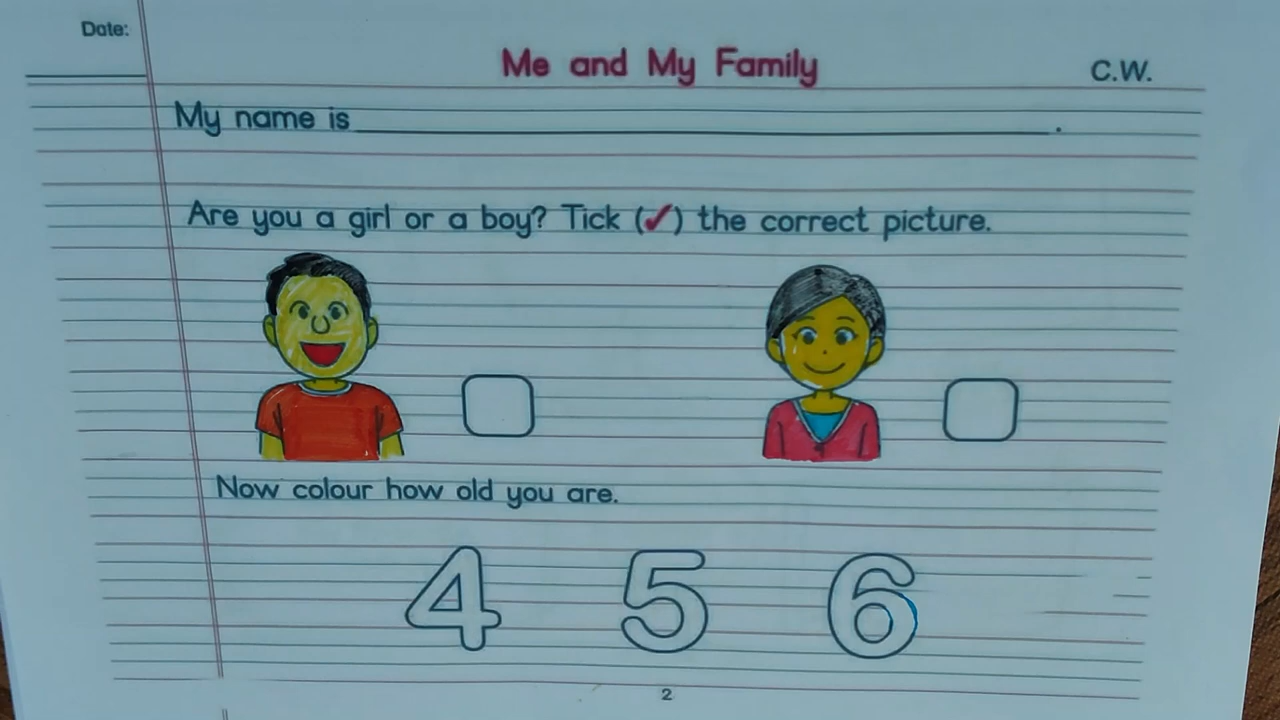 Date:
Me and My Family
C.W.
My name is ____________________.
Are you a girl or a boy? Tick (✓) the correct picture.
Now colour how old you are.
4 5 6
2